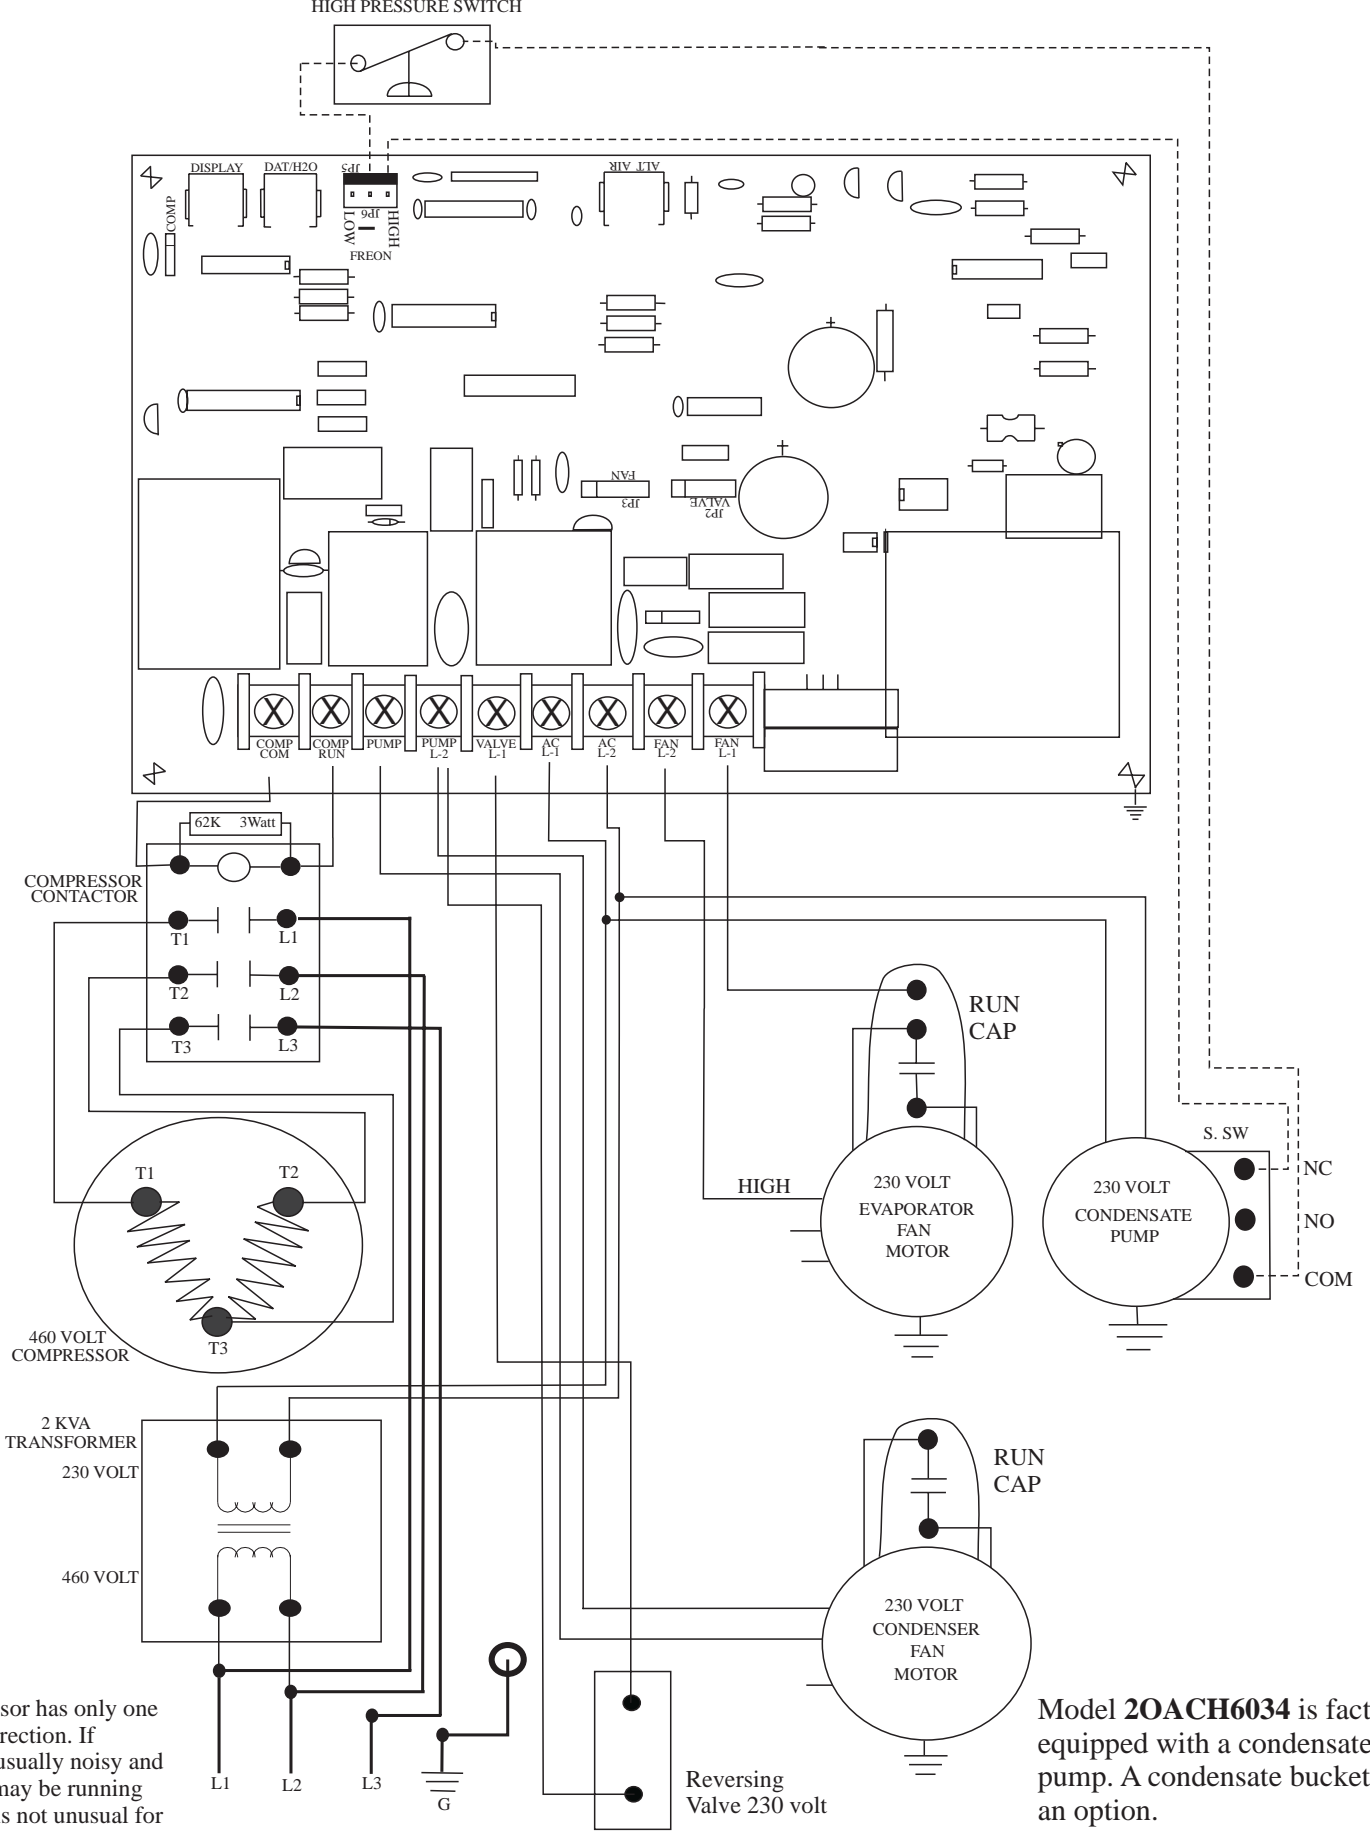 HIGH PRESSURE SWITCH
DISPLAY
DAT/H2O
JP5
ALT AIR
COMP
JP6
LOW
HIGH
FREON
FAN
JP3
VALVE
JP2
COMP
COM
COMP
RUN
PUMP
PUMP
L-2
VALVE
L-1
AC
L-1
AC
L-2
FAN
L-2
FAN
L-1
62K 3Watt
COMPRESSOR
CONTACTOR
T1
L1
T2
L2
T3
L3
RUN
CAP
S. SW
NC
NO
COM
HIGH
230 VOLT
EVAPORATOR
FAN
MOTOR
230 VOLT
CONDENSATE
PUMP
T1
T2
T3
460 VOLT
COMPRESSOR
2 KVA
TRANSFORMER
230 VOLT
460 VOLT
RUN
CAP
230 VOLT
CONDENSER
FAN
MOTOR
L1
L2
L3
G
Reversing
Valve 230 volt
sor has only one
rection. If
usually noisy and
may be running
s not unusual for
Model 2OACH6034 is fact
equipped with a condensate
pump. A condensate bucket
an option.